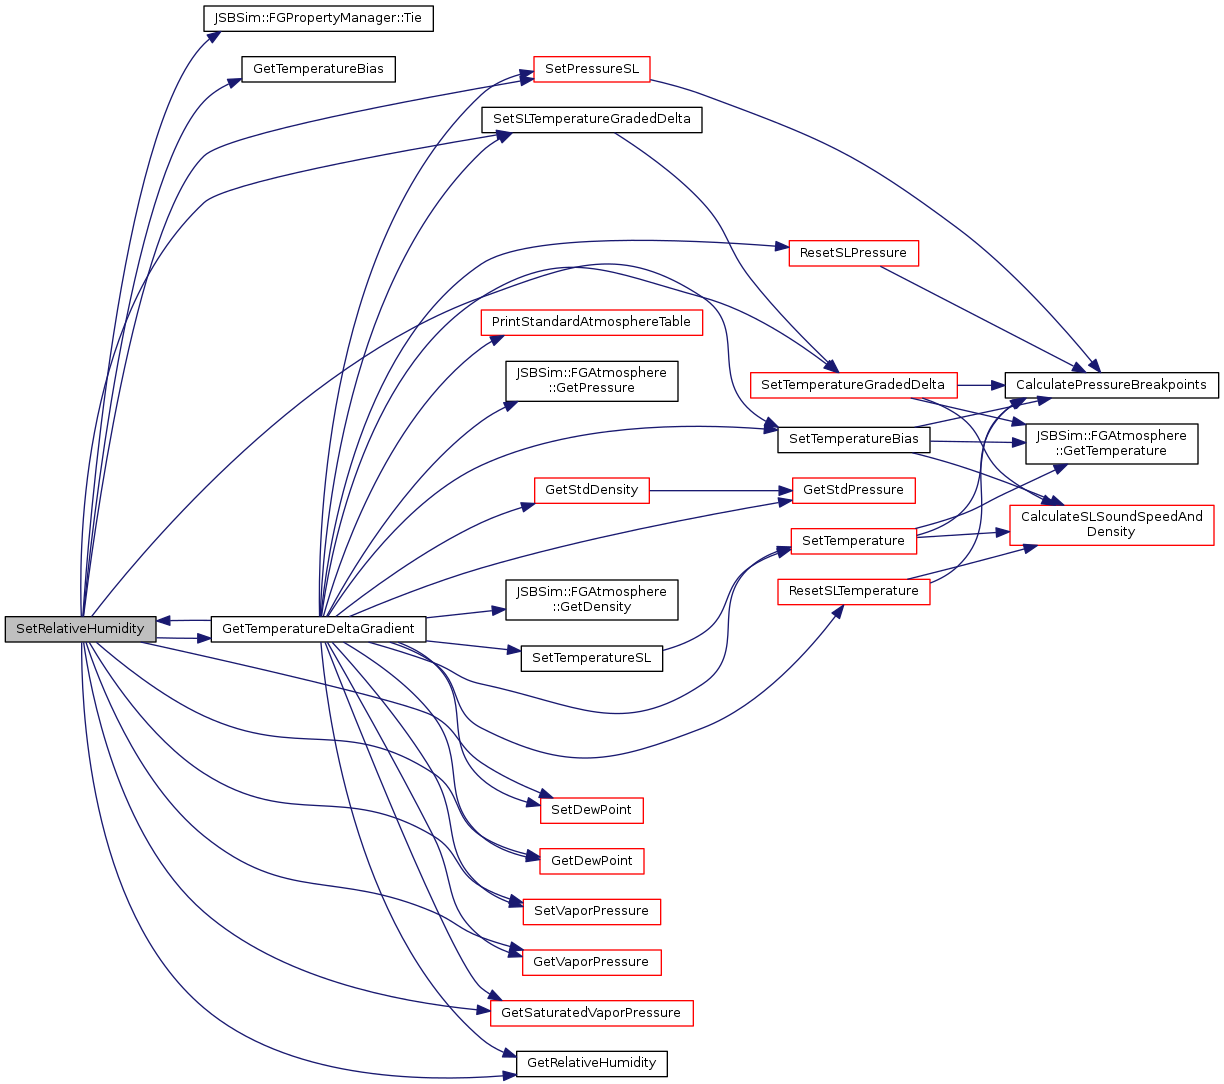 JSBSim::FGPropertyManager::Tie
GetTemperatureBias
SetPressureSL
SetSLTemperatureGradedDelta
ResetSLPressure
PrintStandardAtmosphereTable
JSBSim::FGAtmosphere
::GetPressure
SetTemperatureGradedDelta
CalculatePressureBreakpoints
SetTemperatureBias
JSBSim::FGAtmosphere
::GetTemperature
GetStdDensity
GetStdPressure
CalculateSLSoundSpeedAnd
Density
SetTemperature
JSBSim::FGAtmosphere
::GetDensity
ResetSLTemperature
SetRelativeHumidity
GetTemperatureDeltaGradient
SetTemperatureSL
SetDewPoint
GetDewPoint
SetVaporPressure
GetVaporPressure
GetSaturatedVaporPressure
GetRelativeHumidity